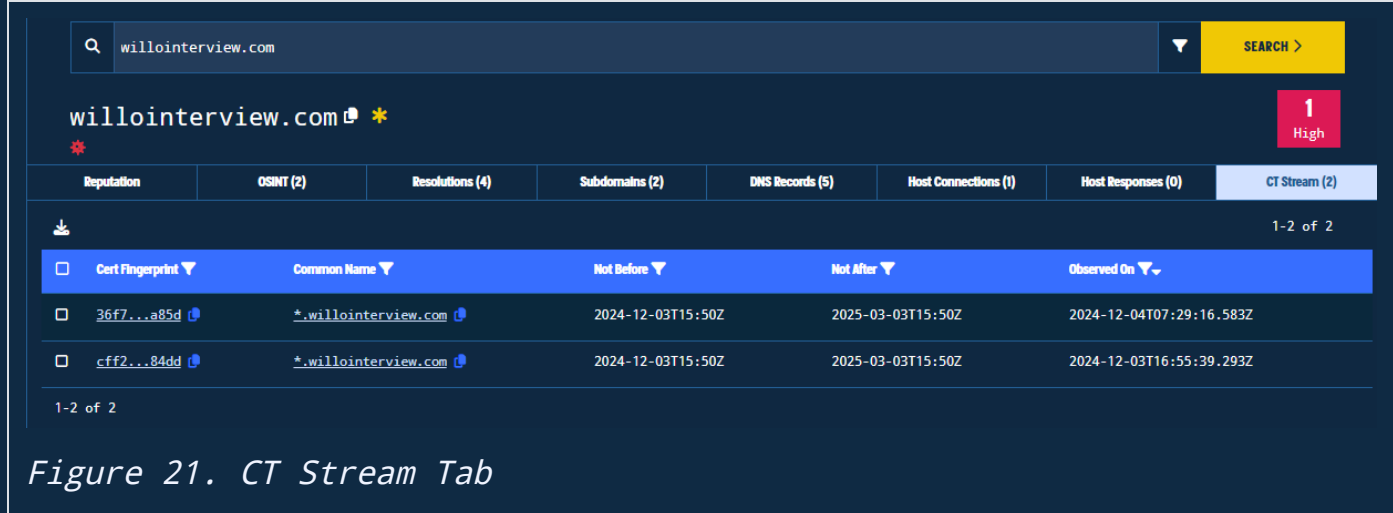 willointerview.com SEARCH
willointerview.com 1
High
Reputation OSINT (2) Resolutions (4) Subdomains (2) DNS Records (5) Host Connections (1) Host Responses (0) CT Stream (2)
1-2 of 2
Cert Fingerprint Common Name Not Before Not After Observed On
36f7...a85d *.willointerview.com 2024-12-03T15:50Z 2025-03-03T15:50Z 2024-12-04T07:29:16.583Z
cff2...84dd *.willointerview.com 2024-12-03T15:50Z 2025-03-03T15:50Z 2024-12-03T16:55:39.293Z
1-2 of 2
Figure 21. CT Stream Tab